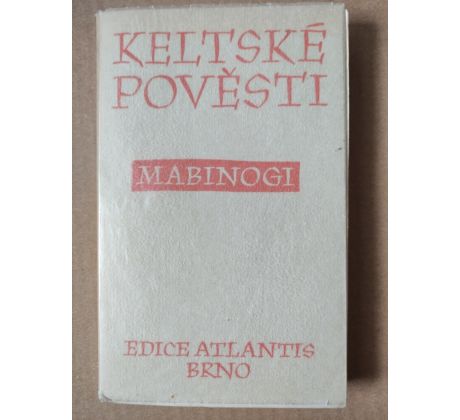 KELTSKÉ
POVĚSTI
MABINOGI
EDICE ATLANTIS
BRNO